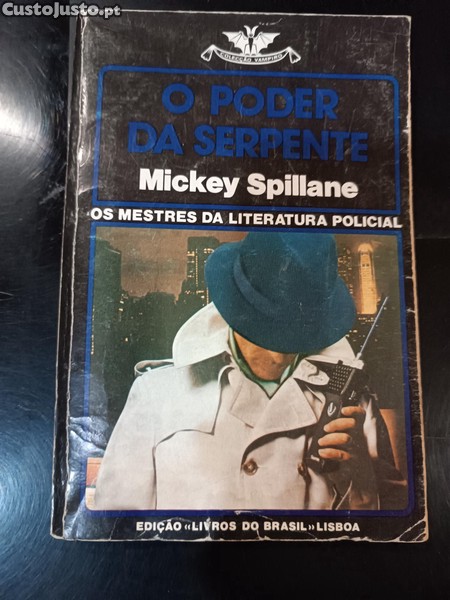 CustoJusto.pt
COLECÇÃO VAMPIRO
O PODER
DA SERPENTE
Mickey Spillane
OS MESTRES DA LITERATURA POLICIAL
EDIÇÃO «LIVROS DO BRASIL» LISBOA